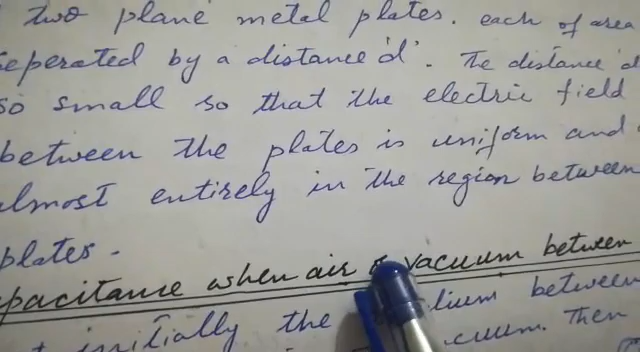 two plane metal plates. each of area
seperated by a distance 'd'. The distance 'd
so small so that the electric field
between the plates is uniform and
almost entirely in the region between
plates.
capacitance when air or vacuum between
initially the between
Then